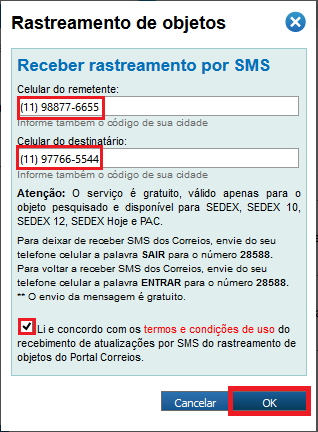 Rastreamento de objetos
Receber rastreamento por SMS
Celular do remetente:
(11) 98877-6655
Informe também o código de sua cidade
Celular do destinatário:
(11) 97766-5544
Informe também o código de sua cidade
Atenção: O serviço é gratuito, válido apenas para o
objeto pesquisado e disponível para SEDEX, SEDEX 10,
SEDEX 12, SEDEX Hoje e PAC.
Para deixar de receber SMS dos Correios, envie do seu
telefone celular a palavra SAIR para o número 28588.
Para voltar a receber SMS dos Correios, envie do seu
telefone celular a palavra ENTRAR para o número 28588.
** O envio da mensagem é gratuito.
Li e concordo com os termos e condições de uso do
recebimento de atualizações por SMS do rastreamento de
objetos do Portal Correios.
Cancelar OK